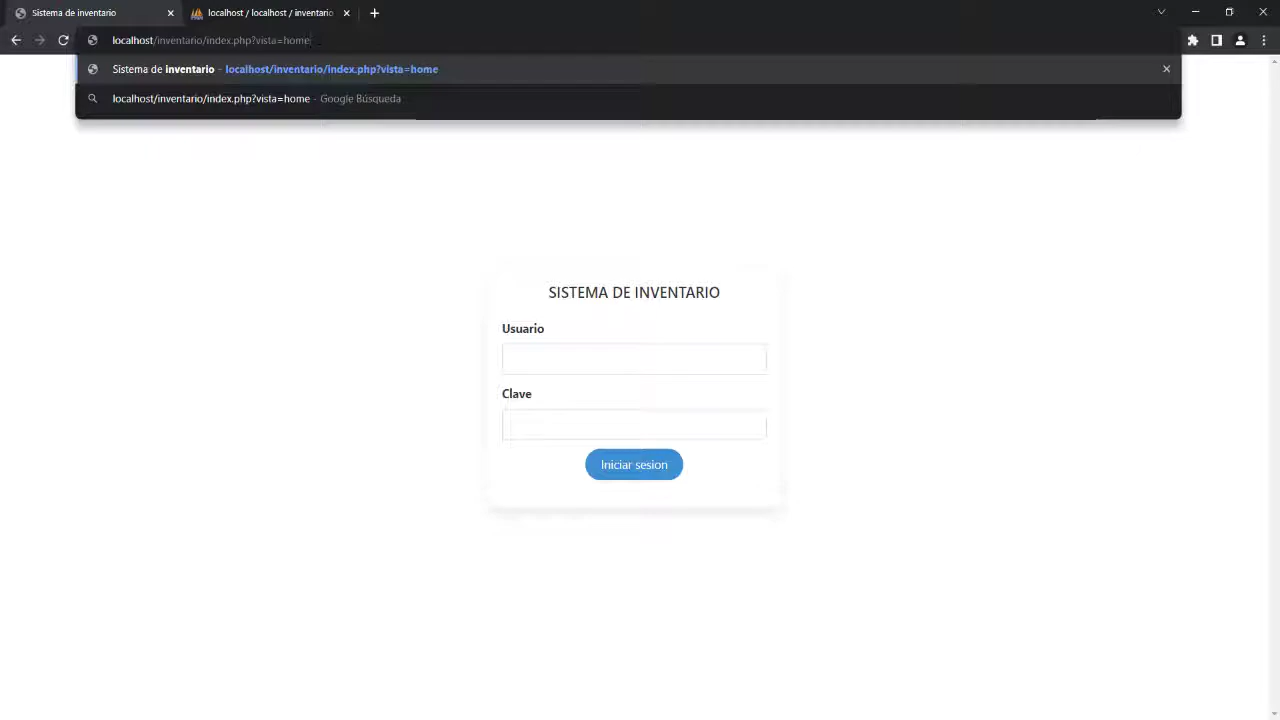 Sistema de inventario
localhost / localhost / inventario
localhost/inventario/index.php?vista=home
Sistema de inventario - localhost/inventario/index.php?vista=home
localhost/inventario/index.php?vista=home - Google Búsqueda
SISTEMA DE INVENTARIO
Usuario
Clave
Iniciar sesion